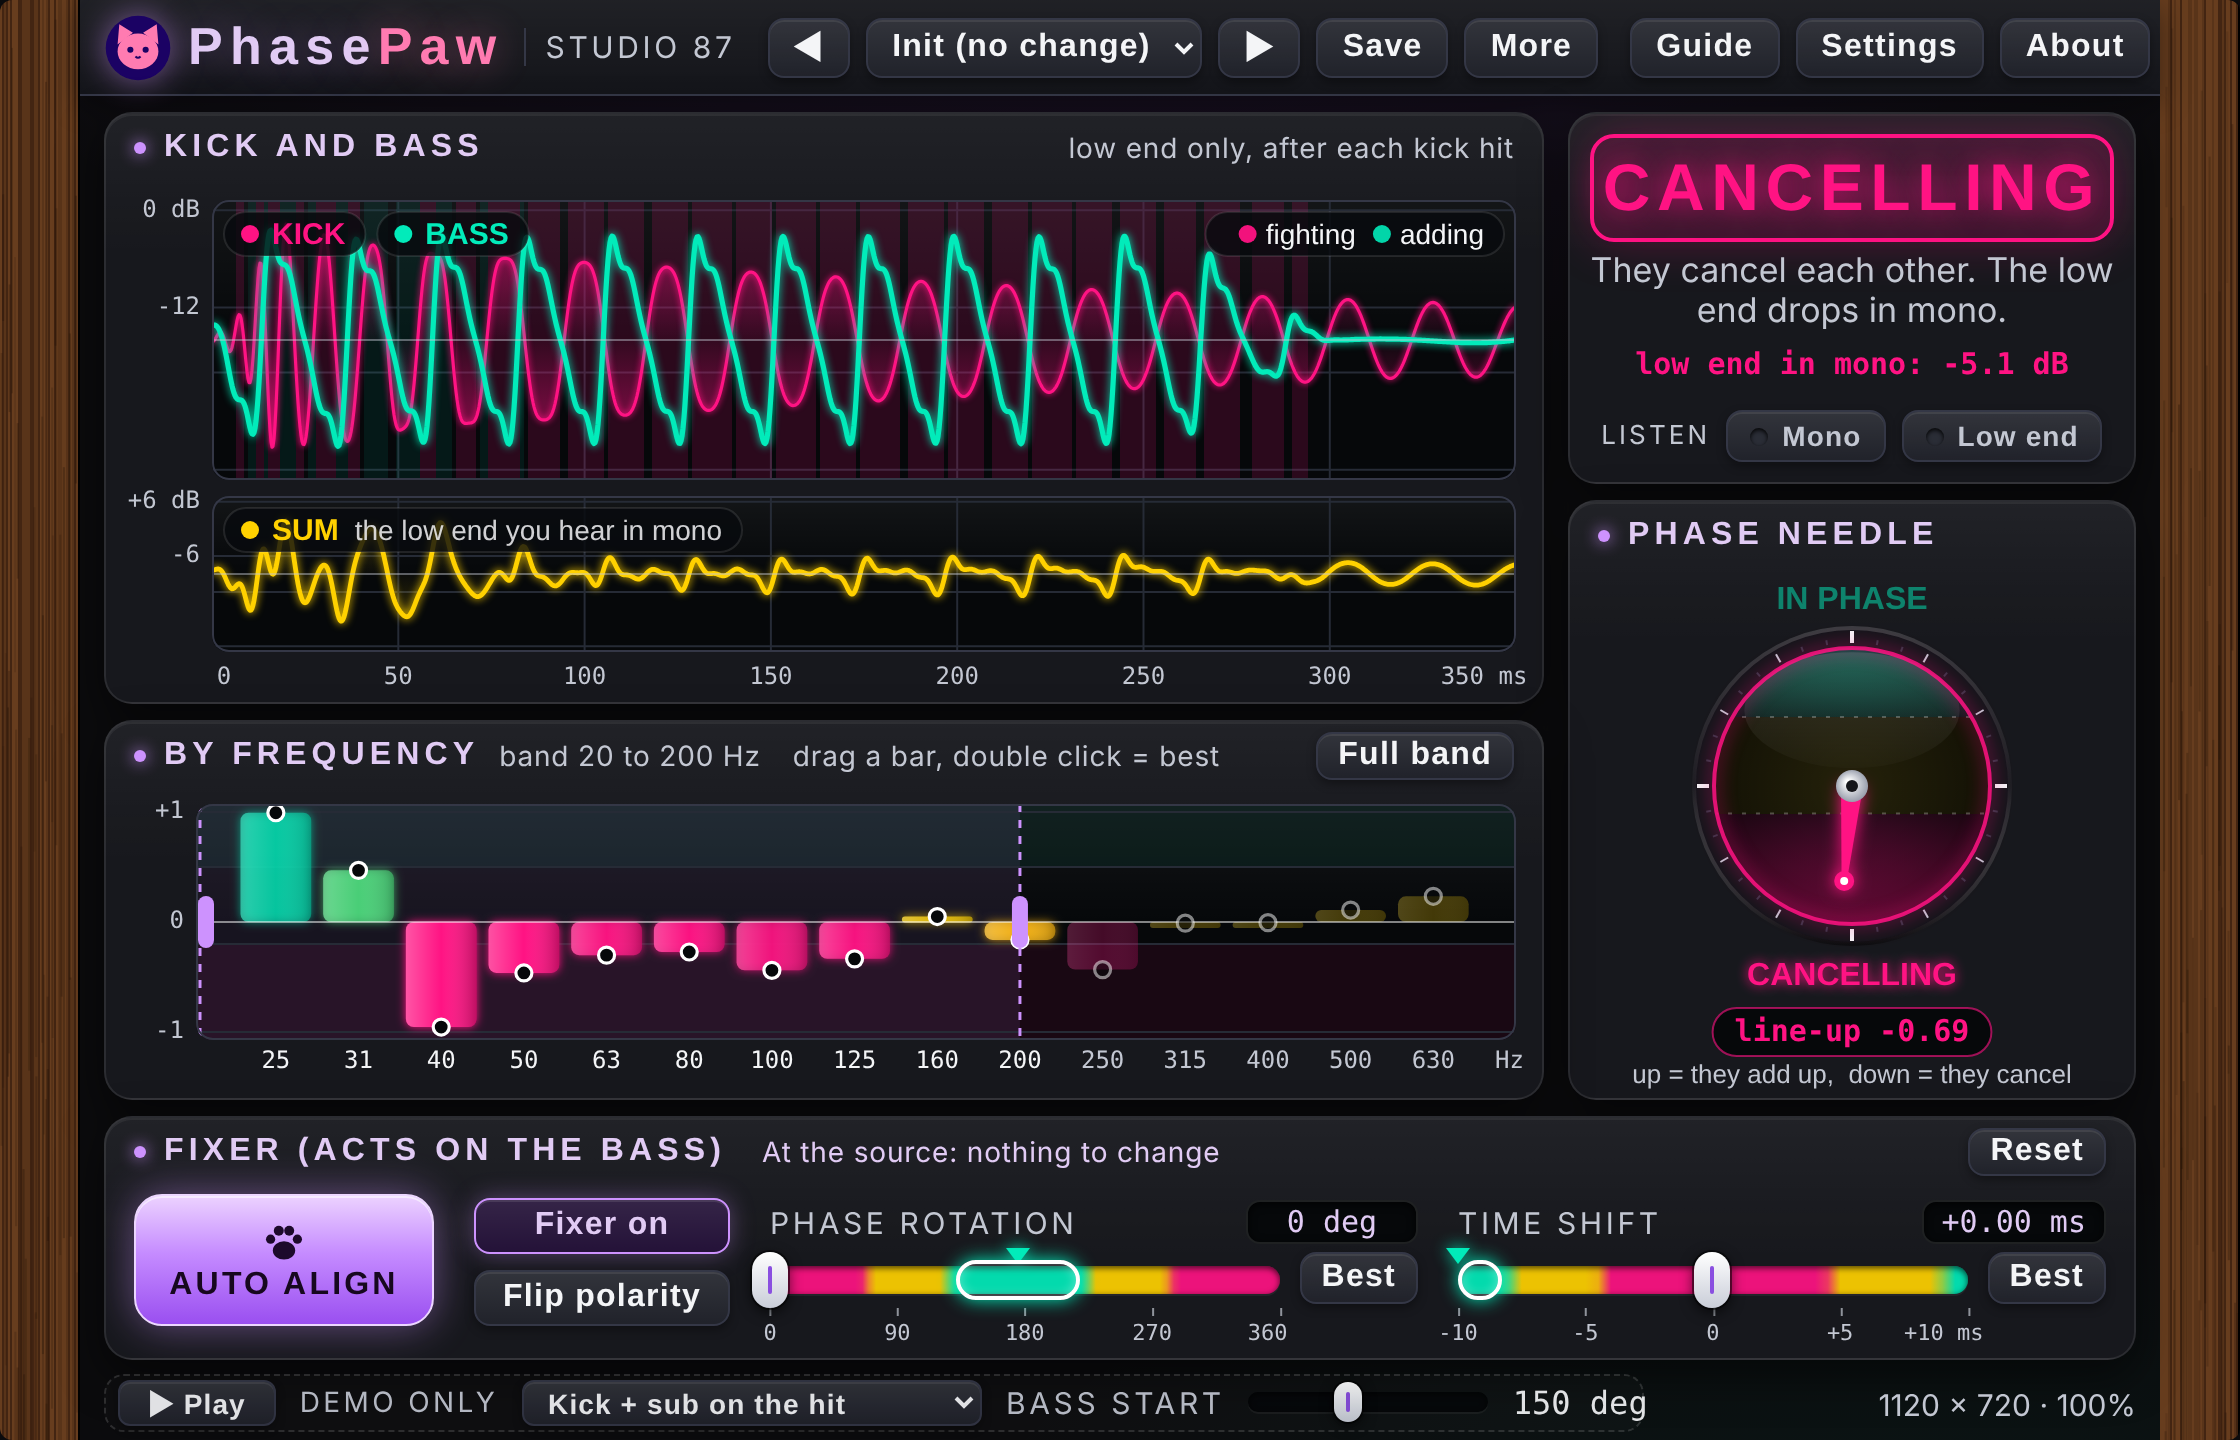 PhasePaw STUDIO 87 Init (no change) Save More Guide Settings About
KICK AND BASS low end only, after each kick hit
0 dB
KICK BASS fighting adding
-12
+6 dB
SUM the low end you hear in mono
-6
0 50 100 150 200 250 300 350 ms
CANCELLING
They cancel each other. The low
end drops in mono.
low end in mono: -5.1 dB
LISTEN Mono Low end
PHASE NEEDLE
IN PHASE
CANCELLING
line-up -0.69
up = they add up, down = they cancel
BY FREQUENCY band 20 to 200 Hz drag a bar, double click = best Full band
+1
0
-1
25 31 40 50 63 80 100 125 160 200 250 315 400 500 630 Hz
FIXER (ACTS ON THE BASS) At the source: nothing to change Reset
AUTO ALIGN
Fixer on
Flip polarity
PHASE ROTATION 0 deg
Best
0 90 180 270 360
TIME SHIFT +0.00 ms
Best
-10 -5 0 +5 +10 ms
Play DEMO ONLY Kick + sub on the hit BASS START 150 deg 1120 × 720 · 100%